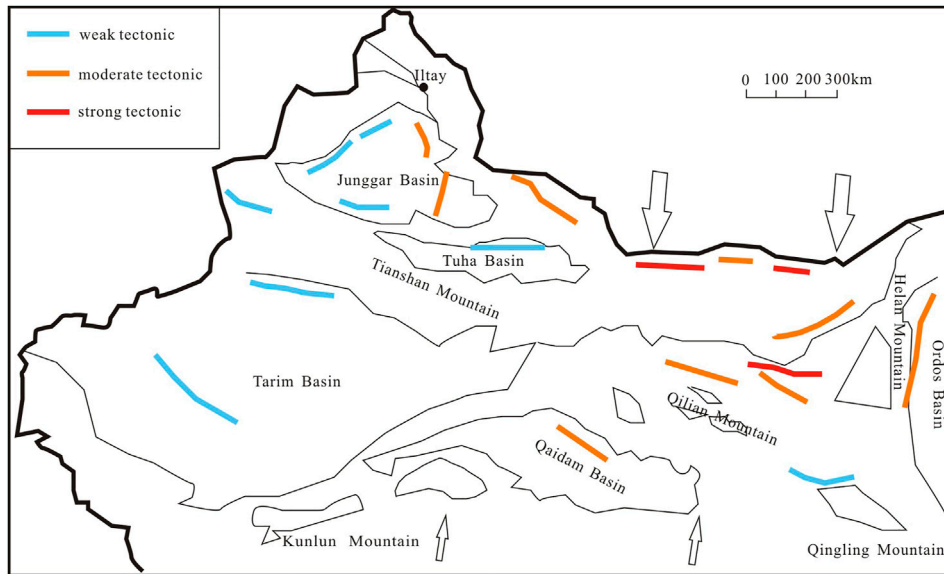 weak tectonic
moderate tectonic
strong tectonic
Iltay
0 100 200 300km
Junggar Basin
Tuha Basin
Tianshan Mountain
Helan Mountain
Ordos Basin
Tarim Basin
Qilian Mountain
Qaidam Basin
Kunlun Mountain
Qingling Mountain